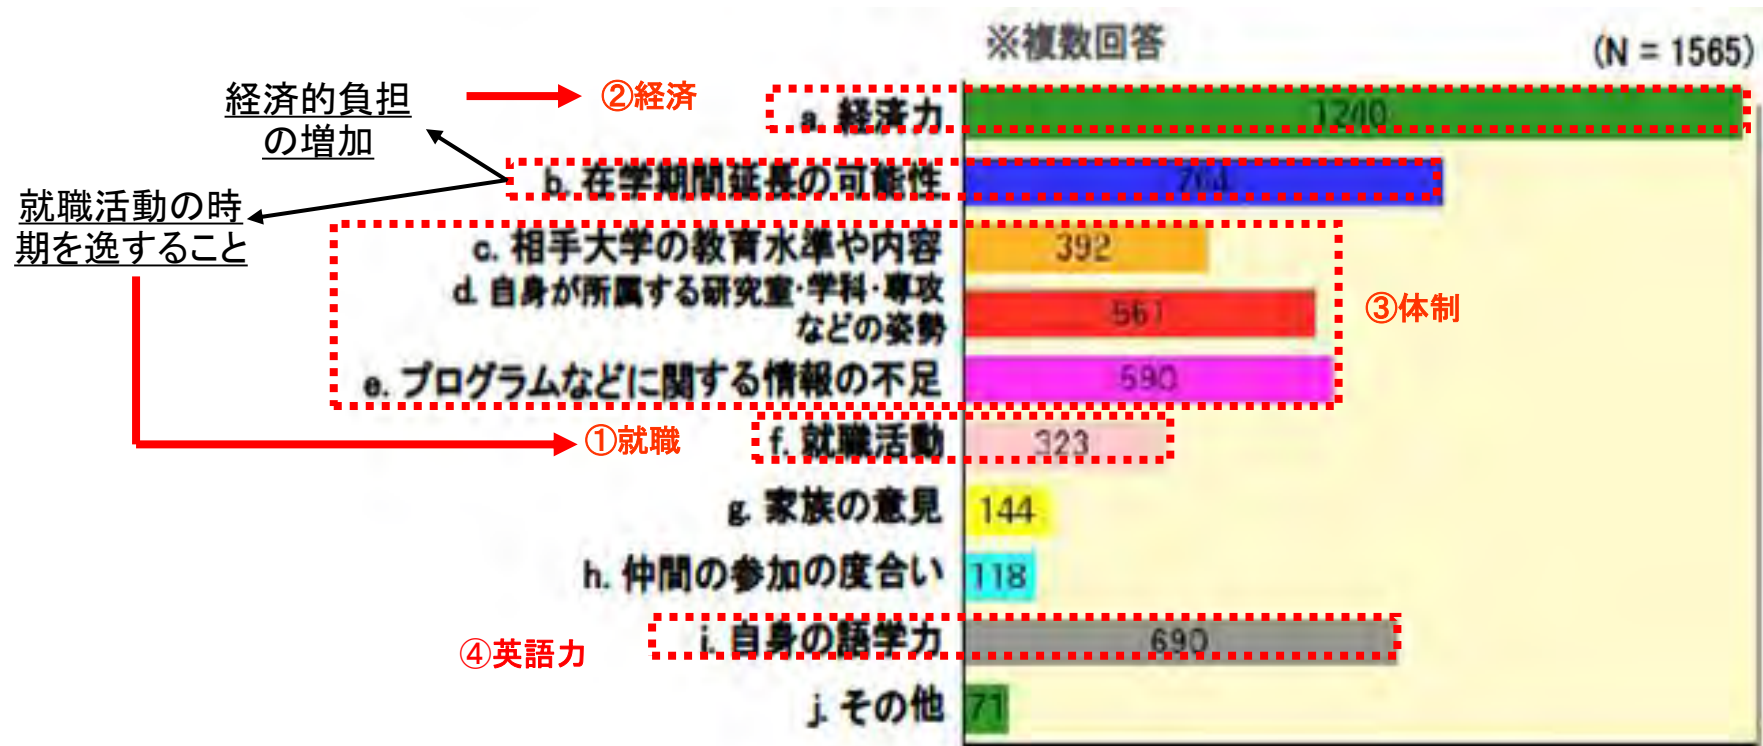 ※複数回答
(N = 1565)
経済的負担
の増加
②経済
a. 経済力
1240
b. 在学期間延長の可能性
764
就職活動の時
期を逸すること
c. 相手大学の教育水準や内容
392
d. 自身が所属する研究室・学科・専攻
などの姿勢
561
③体制
e. プログラムなどに関する情報の不足
590
①就職
f. 就職活動
323
g. 家族の意見
144
h. 仲間の参加の度合い
118
④英語力
i. 自身の語学力
690
j. その他
71